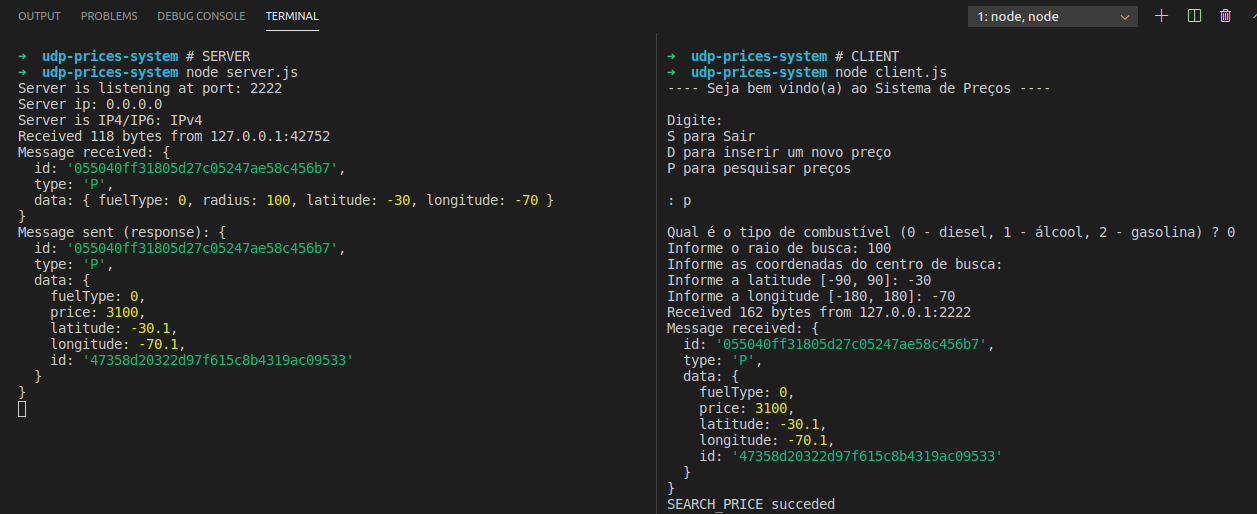 OUTPUT PROBLEMS DEBUG CONSOLE TERMINAL 1: node, node
➜ udp-prices-system # SERVER
➜ udp-prices-system node server.js
Server is listening at port: 2222
Server ip: 0.0.0.0
Server is IP4/IP6: IPv4
Received 118 bytes from 127.0.0.1:42752
Message received: {
  id: '055040ff31805d27c05247ae58c456b7',
  type: 'P',
  data: { fuelType: 0, radius: 100, latitude: -30, longitude: -70 }
}
Message sent (response): {
  id: '055040ff31805d27c05247ae58c456b7',
  type: 'P',
  data: {
    fuelType: 0,
    price: 3100,
    latitude: -30.1,
    longitude: -70.1,
    id: '47358d20322d97f615c8b4319ac09533'
  }
}
➜ udp-prices-system # CLIENT
➜ udp-prices-system node client.js
---- Seja bem vindo(a) ao Sistema de Preços ----
Digite:
S para Sair
D para inserir um novo preço
P para pesquisar preços
: p
Qual é o tipo de combustível (0 - diesel, 1 - álcool, 2 - gasolina) ? 0
Informe o raio de busca: 100
Informe as coordenadas do centro de busca:
Informe a latitude [-90, 90]: -30
Informe a longitude [-180, 180]: -70
Received 162 bytes from 127.0.0.1:2222
Message received: {
  id: '055040ff31805d27c05247ae58c456b7',
  type: 'P',
  data: {
    fuelType: 0,
    price: 3100,
    latitude: -30.1,
    longitude: -70.1,
    id: '47358d20322d97f615c8b4319ac09533'
  }
}
SEARCH_PRICE succeded